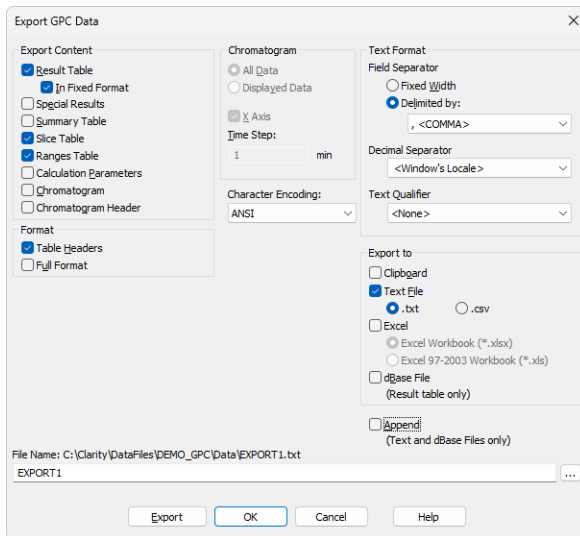 Export GPC Data
Export Content
Result Table
In Fixed Format
Special Results
Summary Table
Slice Table
Ranges Table
Calculation Parameters
Chromatogram
Chromatogram Header
Format
Table Headers
Full Format
Chromatogram
All Data
Displayed Data
X Axis
Time Step:
1 min
Character Encoding:
ANSI
Text Format
Field Separator
Fixed Width
Delimited by:
, <COMMA>
Decimal Separator
<Window's Locale>
Text Qualifier
<None>
Export to
Clipboard
Text File
.txt .csv
Excel
Excel Workbook (*.xlsx)
Excel 97-2003 Workbook (*.xls)
dBase File
(Result table only)
Append
(Text and dBase Files only)
File Name: C:\Clarity\DataFiles\DEMO_GPC\Data\EXPORT1.txt
EXPORT1
...
Export OK Cancel Help